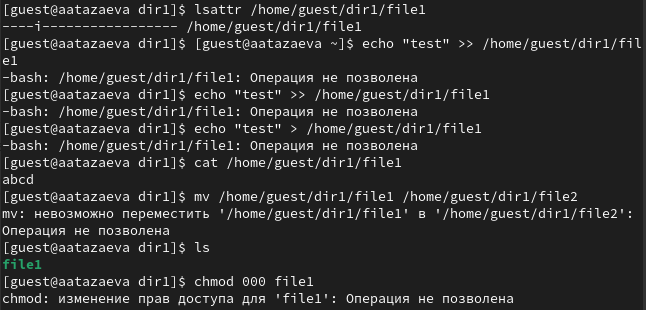 [guest@aatazaeva dir1]$ lsattr /home/guest/dir1/file1
----i----------------- /home/guest/dir1/file1
[guest@aatazaeva dir1]$ [guest@aatazaeva ~]$ echo "test" >> /home/guest/dir1/fil
e1
-bash: /home/guest/dir1/file1: Операция не позволена
[guest@aatazaeva dir1]$ echo "test" >> /home/guest/dir1/file1
-bash: /home/guest/dir1/file1: Операция не позволена
[guest@aatazaeva dir1]$ echo "test" > /home/guest/dir1/file1
-bash: /home/guest/dir1/file1: Операция не позволена
[guest@aatazaeva dir1]$ cat /home/guest/dir1/file1
abcd
[guest@aatazaeva dir1]$ mv /home/guest/dir1/file1 /home/guest/dir1/file2
mv: невозможно переместить '/home/guest/dir1/file1' в '/home/guest/dir1/file2':
Операция не позволена
[guest@aatazaeva dir1]$ ls
file1
[guest@aatazaeva dir1]$ chmod 000 file1
chmod: изменение прав доступа для 'file1': Операция не позволена